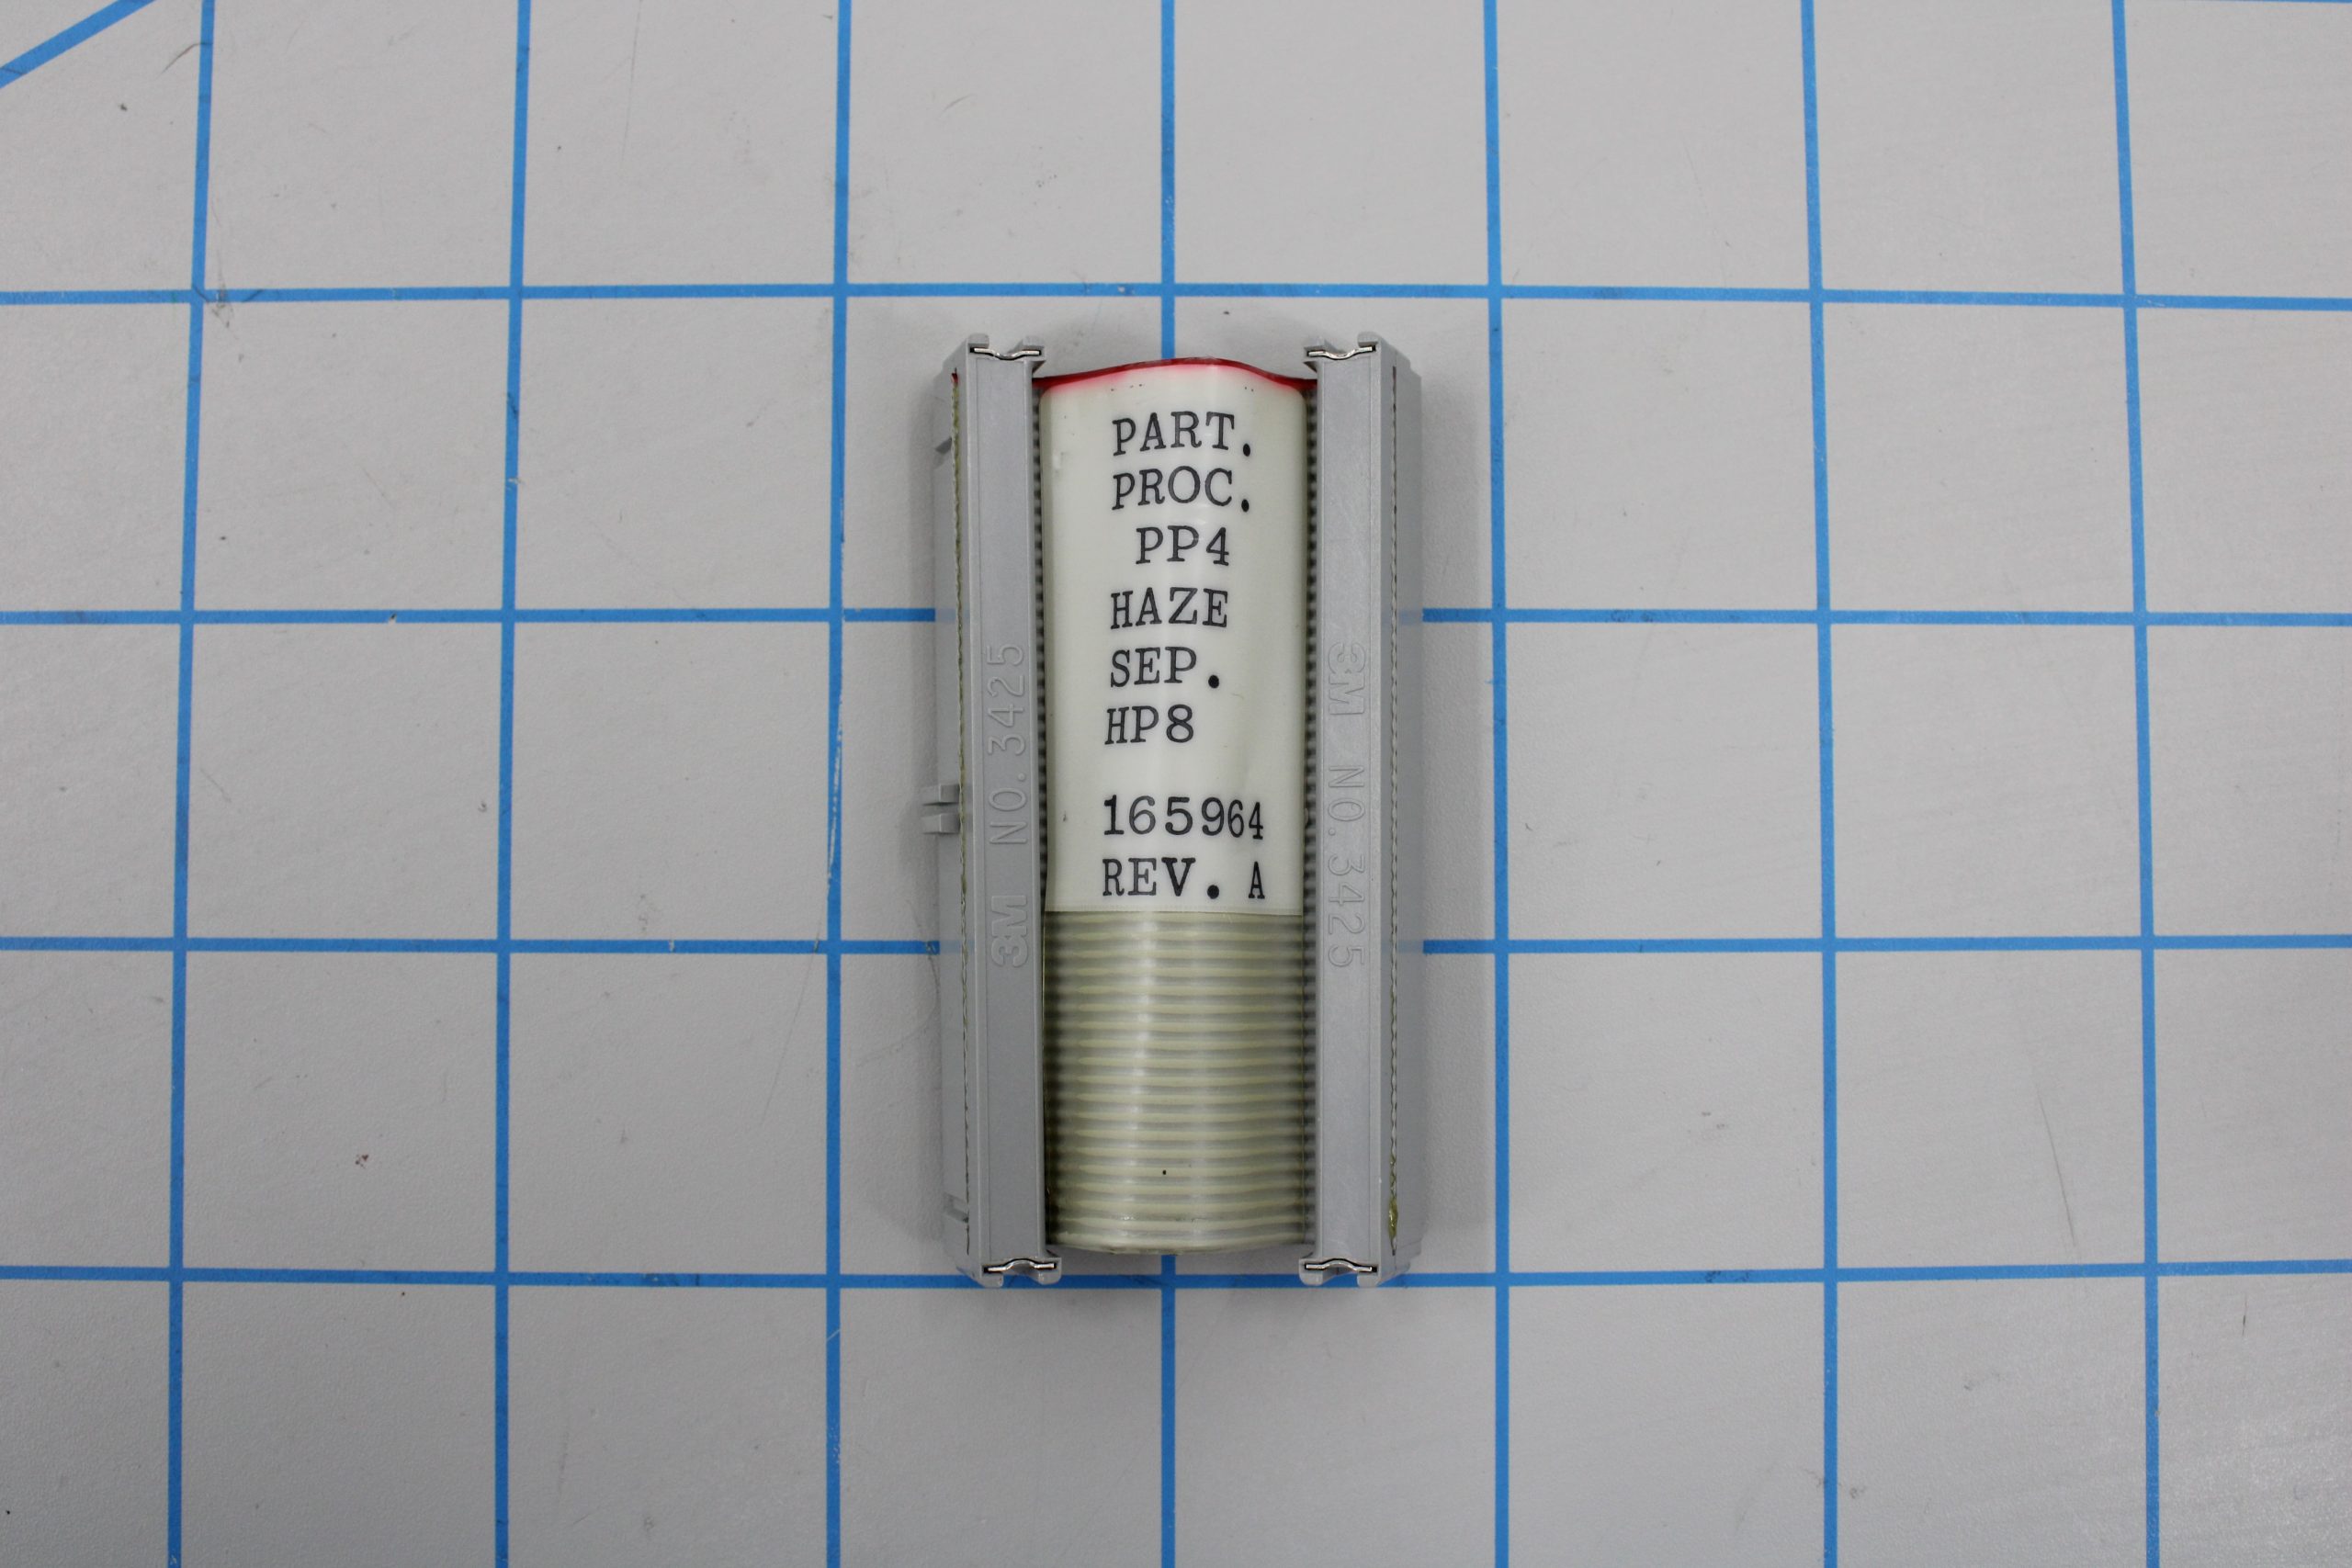 PART.
PROC.
PP4
HAZE
SEP.
HP8
165964
REV. A
3M NO.3425
3M NO.3425